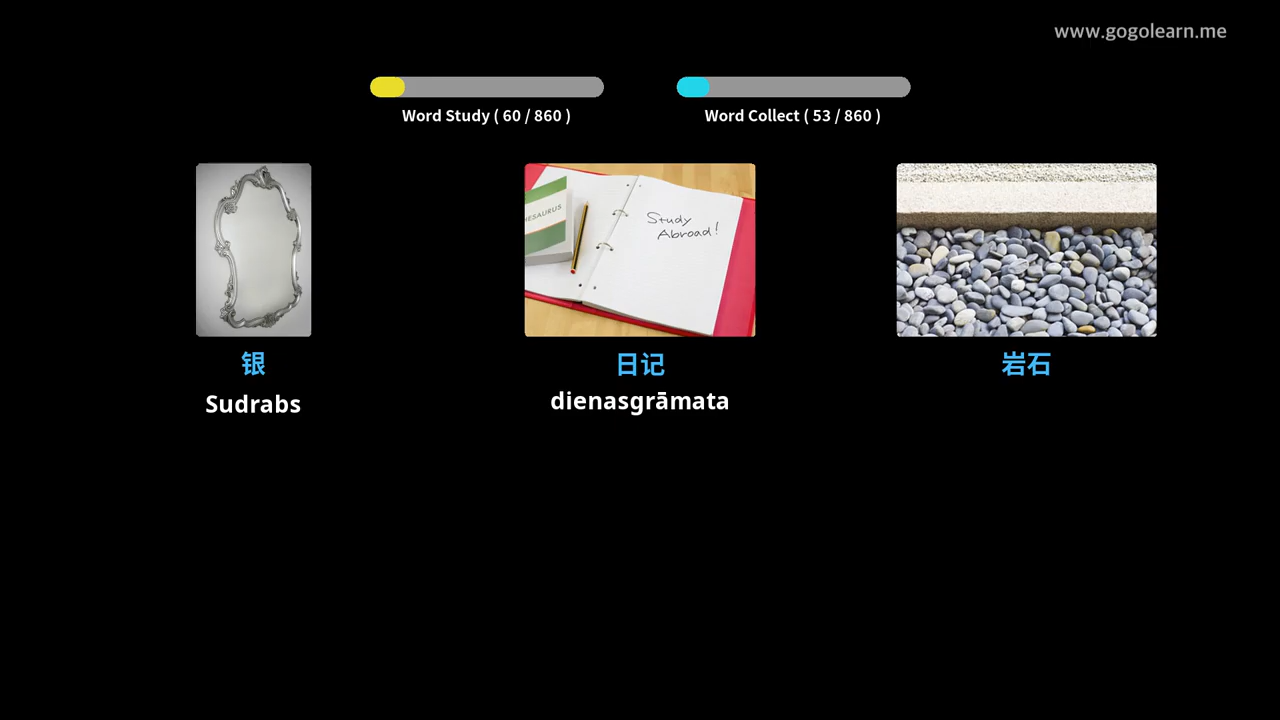 www.gogolearn.me
Word Study ( 60 / 860 )
Word Collect ( 53 / 860 )
HESAURUS
Study
Abroad!
银
日记
岩石
Sudrabs
dienasgrāmata